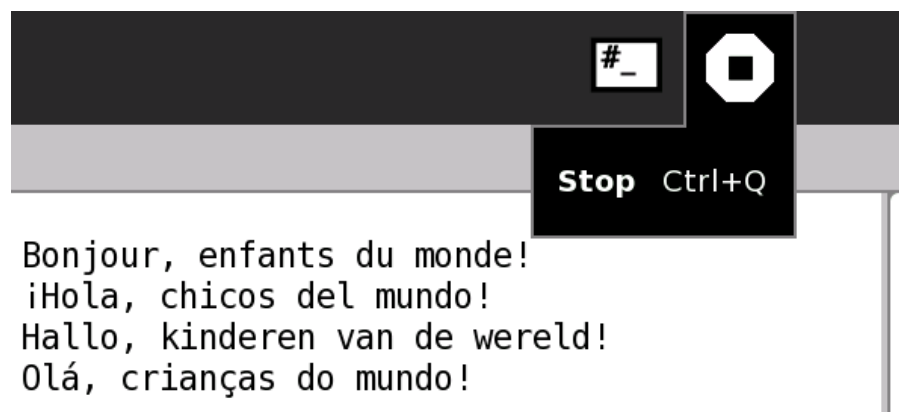 #_
Stop Ctrl+Q
Bonjour, enfants du monde!
¡Hola, chicos del mundo!
Hallo, kinderen van de wereld!
Olá, crianças do mundo!